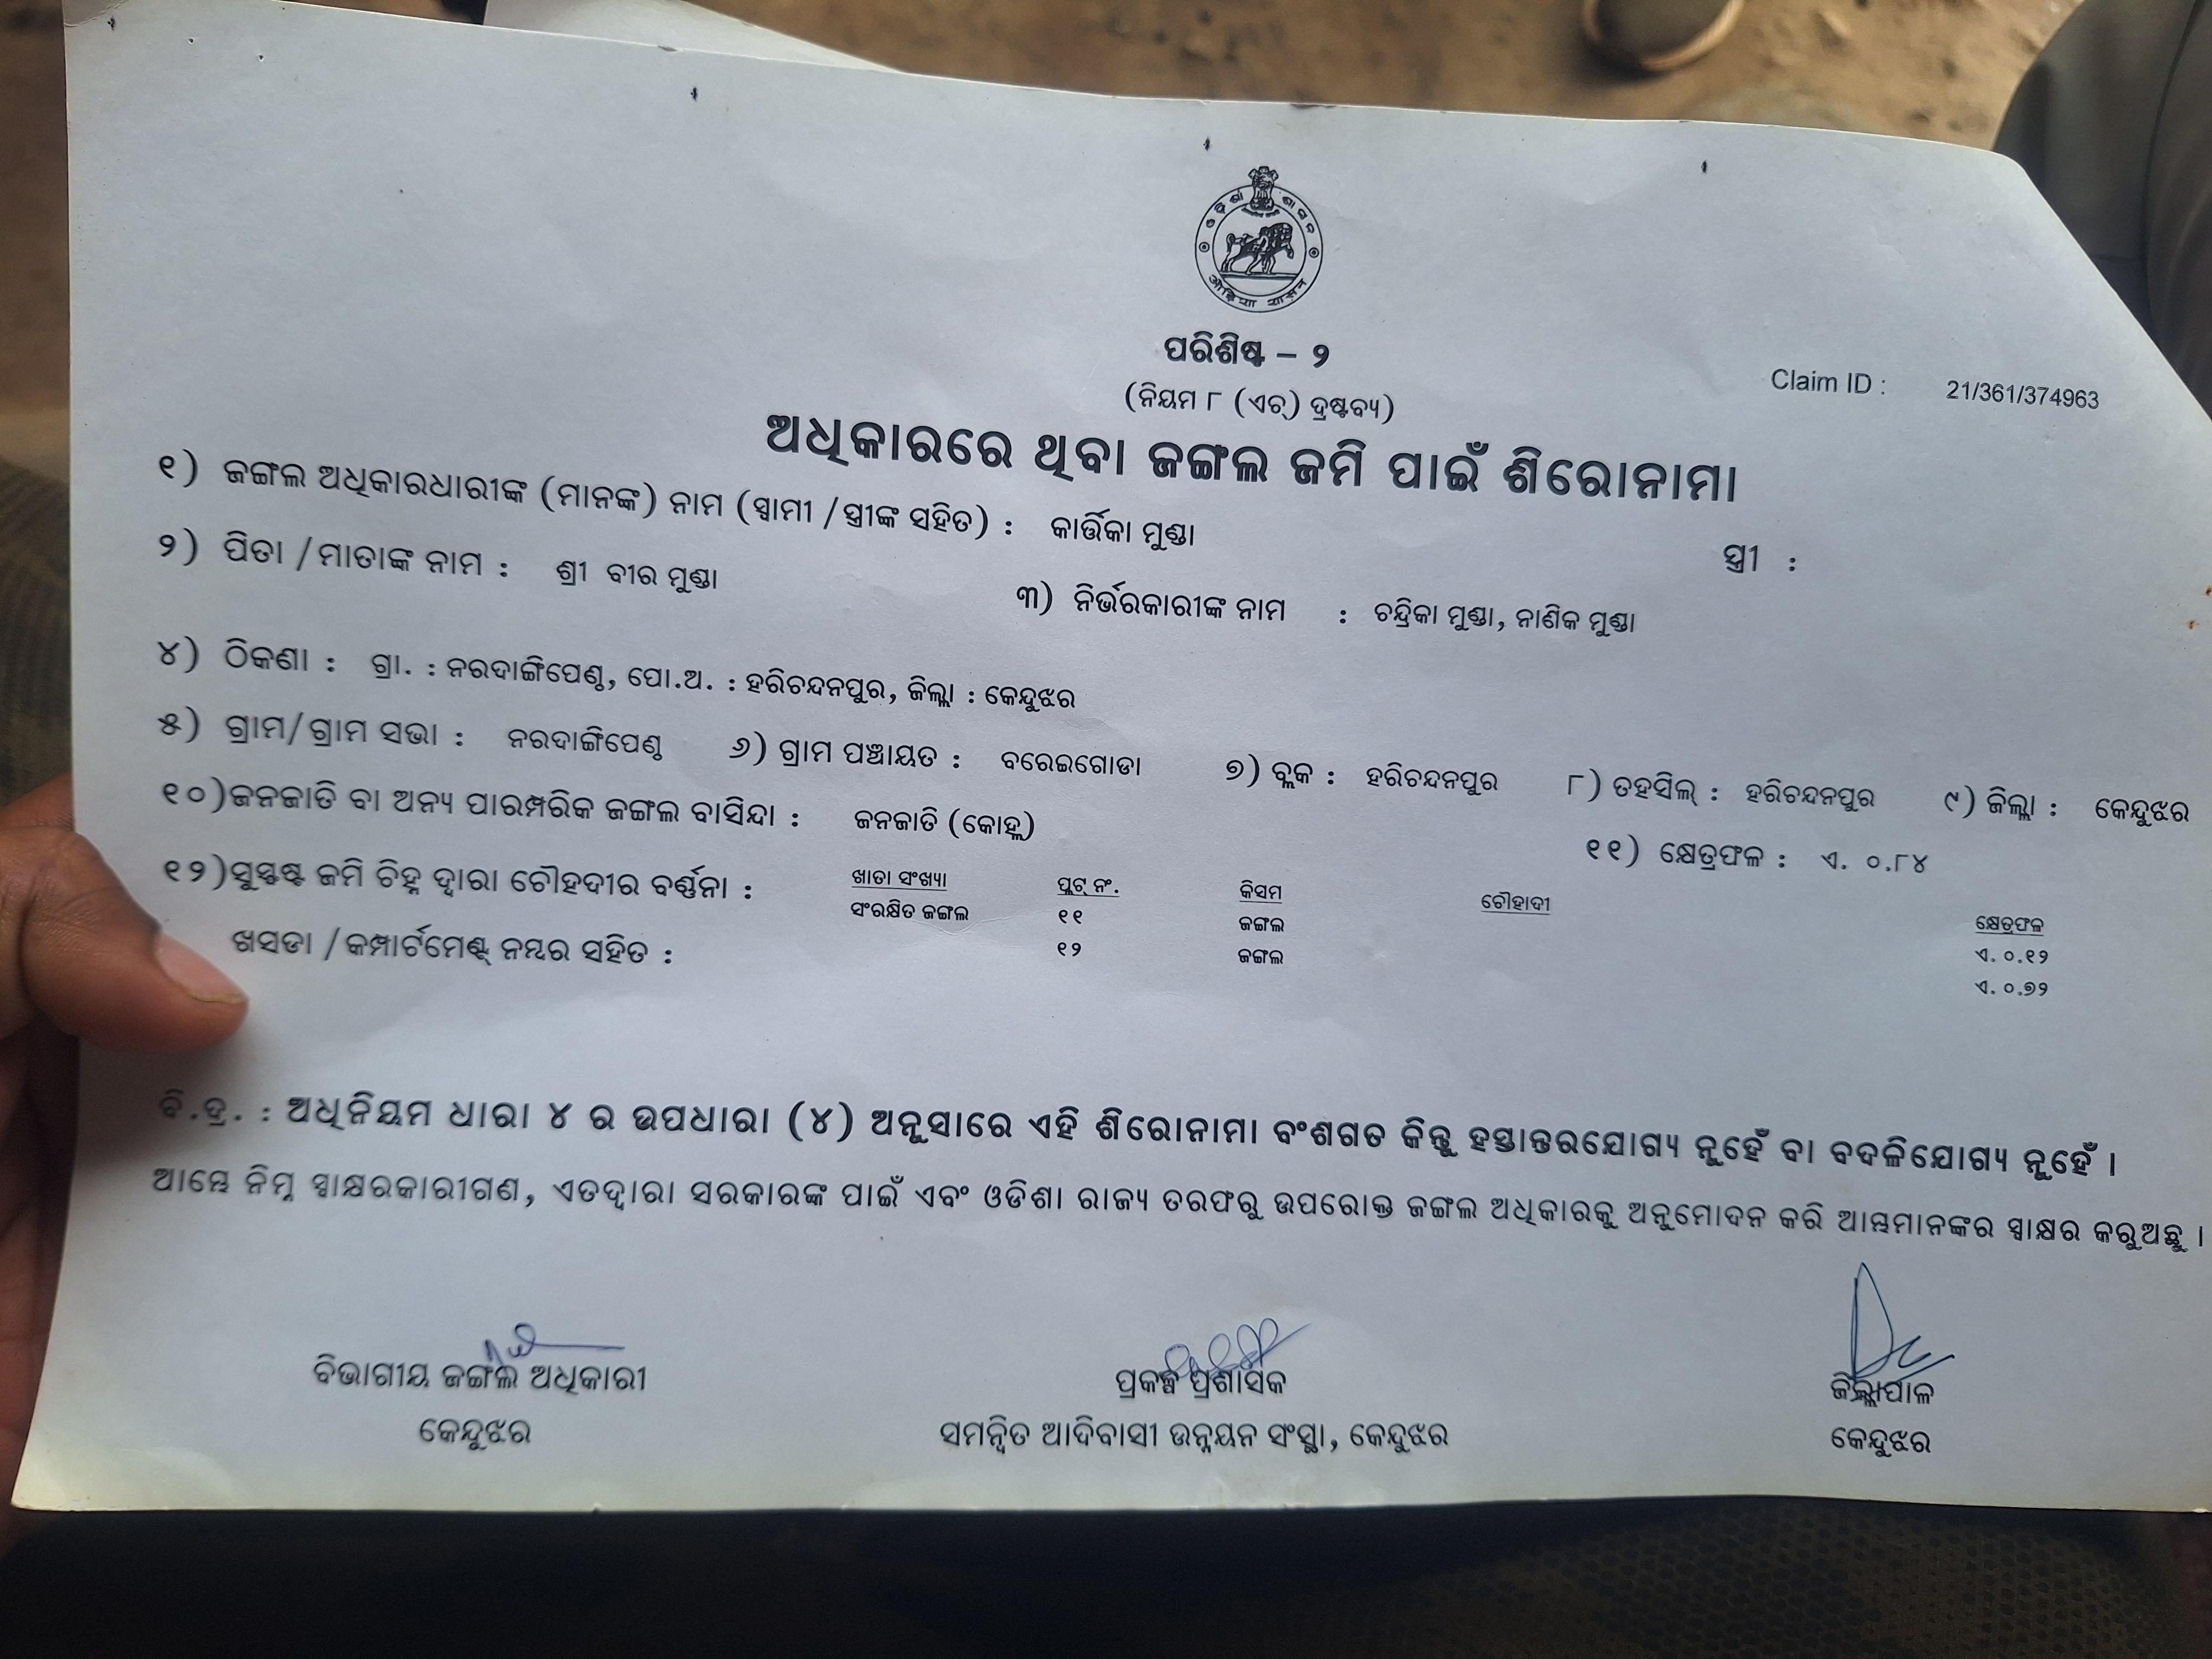 ଓଡ଼ିଶା ଶାସନ
ओड़िशा शासन
ପରିଶିଷ୍ଟ – ୨
(ନିୟମ ୮ (ଏଚ୍) ଦ୍ରଷ୍ଟବ୍ୟ)
Claim ID : 21/361/374963
ଅଧିକାରରେ ଥିବା ଜଙ୍ଗଲ ଜମି ପାଇଁ ଶିରୋନାମା
୧) ଜଙ୍ଗଲ ଅଧିକାରଧାରୀଙ୍କ (ମାନଙ୍କ) ନାମ (ସ୍ୱାମୀ /ସ୍ତ୍ରୀଙ୍କ ସହିତ) : କାର୍ତ୍ତିକା ମୁଣ୍ଡା ସ୍ତ୍ରୀ :
୨) ପିତା /ମାତାଙ୍କ ନାମ : ଶ୍ରୀ ବୀର ମୁଣ୍ଡା ୩) ନିର୍ଭରକାରୀଙ୍କ ନାମ : ଚନ୍ଦ୍ରିକା ମୁଣ୍ଡା, ନାଣିକ ମୁଣ୍ଡା
୪) ଠିକଣା : ଗ୍ରା. : ନରଦାଙ୍ଗିପେଣ୍ଠ, ପୋ.ଅ. : ହରିଚନ୍ଦନପୁର, ଜିଲ୍ଲା : କେନ୍ଦୁଝର
୫) ଗ୍ରାମ/ଗ୍ରାମ ସଭା : ନରଦାଙ୍ଗିପେଣ୍ଠ ୬) ଗ୍ରାମ ପଞ୍ଚାୟତ : ବରେଇଗୋଡା ୭) ବ୍ଲକ : ହରିଚନ୍ଦନପୁର ୮) ତହସିଲ୍ : ହରିଚନ୍ଦନପୁର ୯) ଜିଲ୍ଲା : କେନ୍ଦୁଝର
୧୦)ଜନଜାତି ବା ଅନ୍ୟ ପାରମ୍ପରିକ ଜଙ୍ଗଲ ବାସିନ୍ଦା : ଜନଜାତି (କୋହ୍ଲ) ୧୧) କ୍ଷେତ୍ରଫଳ : ଏ. ୦.୮୪
୧୨)ସୁସ୍ପଷ୍ଟ ଜମି ଚିହ୍ନ ଦ୍ୱାରା ଚୌହଦୀର ବର୍ଣ୍ଣନା : ଖାତା ସଂଖ୍ୟା ପ୍ଲଟ୍ ନଂ. କିସମ ଚୌହାଦୀ କ୍ଷେତ୍ରଫଳ
ସଂରକ୍ଷିତ ଜଙ୍ଗଲ ୧୧ ଜଙ୍ଗଲ ଏ. ୦.୧୨
ଖସଡା /କମ୍ପାର୍ଟମେଣ୍ଟ୍ ନମ୍ବର ସହିତ : ୧୨ ଜଙ୍ଗଲ ଏ. ୦.୭୨
ବି.ଦ୍ର. : ଅଧିନିୟମ ଧାରା ୪ ର ଉପଧାରା (୪) ଅନୁସାରେ ଏହି ଶିରୋନାମା ବଂଶଗତ କିନ୍ତୁ ହସ୍ତାନ୍ତରଯୋଗ୍ୟ ନୁହେଁ ବା ବଦଳିଯୋଗ୍ୟ ନୁହେଁ ।
ଆମ୍ଭେ ନିମ୍ନ ସ୍ୱାକ୍ଷରକାରୀଗଣ, ଏତଦ୍ୱାରା ସରକାରଙ୍କ ପାଇଁ ଏବଂ ଓଡିଶା ରାଜ୍ୟ ତରଫରୁ ଉପରୋକ୍ତ ଜଙ୍ଗଲ ଅଧିକାରକୁ ଅନୁମୋଦନ କରି ଆମ୍ଭମାନଙ୍କର ସ୍ୱାକ୍ଷର କରୁଅଛୁ ।
ବିଭାଗୀୟ ଜଙ୍ଗଲ ଅଧିକାରୀ ପ୍ରକଳ୍ପ ପ୍ରଶାସକ ଜିଲ୍ଲାପାଳ
କେନ୍ଦୁଝର ସମନ୍ୱିତ ଆଦିବାସୀ ଉନ୍ନୟନ ସଂସ୍ଥା, କେନ୍ଦୁଝର କେନ୍ଦୁଝର